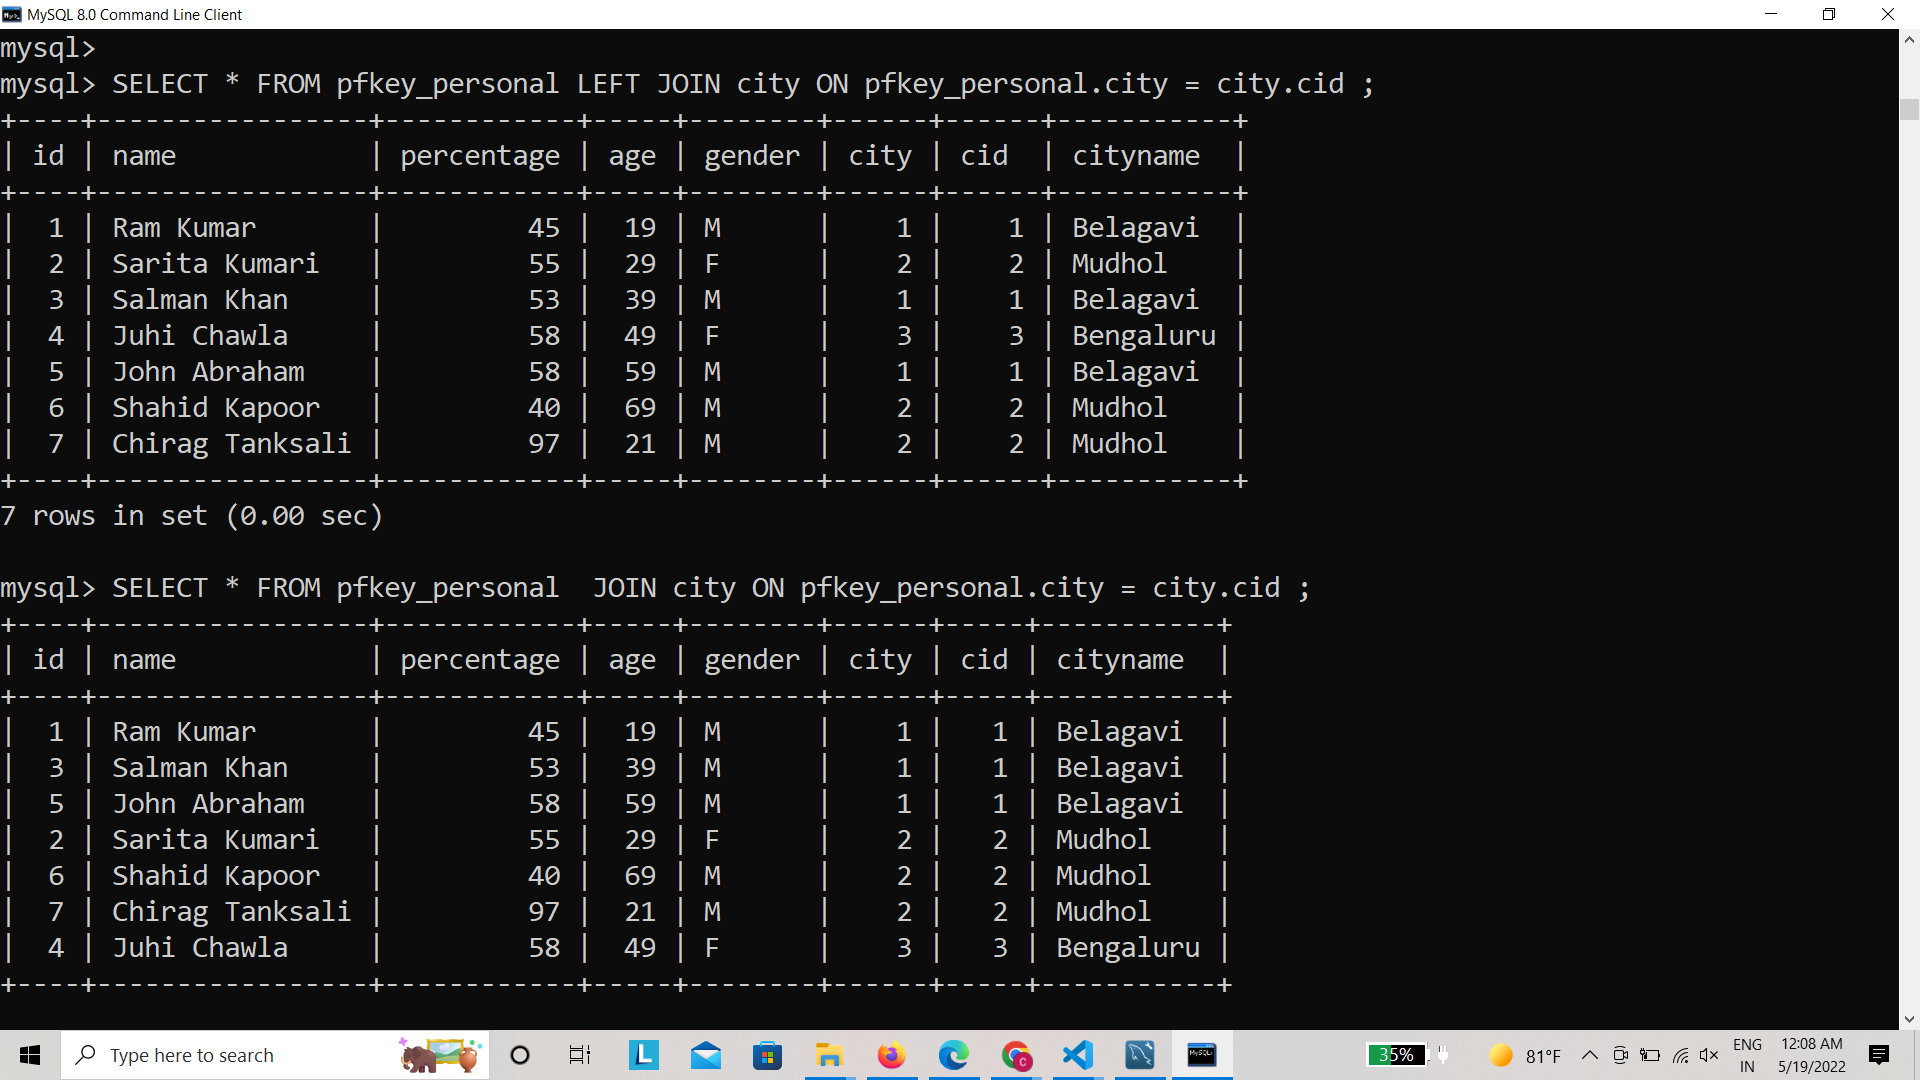 MySQL 8.0 Command Line Client
mysql>
mysql> SELECT * FROM pfkey_personal LEFT JOIN city ON pfkey_personal.city = city.cid ;
+----+-----------------+------------+-----+--------+------+------+-----------+
| id | name            | percentage | age | gender | city | cid  | cityname  |
+----+-----------------+------------+-----+--------+------+------+-----------+
|  1 | Ram Kumar       |         45 |  19 | M      |    1 |    1 | Belagavi  |
|  2 | Sarita Kumari   |         55 |  29 | F      |    2 |    2 | Mudhol    |
|  3 | Salman Khan     |         53 |  39 | M      |    1 |    1 | Belagavi  |
|  4 | Juhi Chawla     |         58 |  49 | F      |    3 |    3 | Bengaluru |
|  5 | John Abraham    |         58 |  59 | M      |    1 |    1 | Belagavi  |
|  6 | Shahid Kapoor   |         40 |  69 | M      |    2 |    2 | Mudhol    |
|  7 | Chirag Tanksali |         97 |  21 | M      |    2 |    2 | Mudhol    |
+----+-----------------+------------+-----+--------+------+------+-----------+
7 rows in set (0.00 sec)
mysql> SELECT * FROM pfkey_personal  JOIN city ON pfkey_personal.city = city.cid ;
+----+-----------------+------------+-----+--------+------+-----+-----------+
| id | name            | percentage | age | gender | city | cid | cityname  |
+----+-----------------+------------+-----+--------+------+-----+-----------+
|  1 | Ram Kumar       |         45 |  19 | M      |    1 |   1 | Belagavi  |
|  3 | Salman Khan     |         53 |  39 | M      |    1 |   1 | Belagavi  |
|  5 | John Abraham    |         58 |  59 | M      |    1 |   1 | Belagavi  |
|  2 | Sarita Kumari   |         55 |  29 | F      |    2 |   2 | Mudhol    |
|  6 | Shahid Kapoor   |         40 |  69 | M      |    2 |   2 | Mudhol    |
|  7 | Chirag Tanksali |         97 |  21 | M      |    2 |   2 | Mudhol    |
|  4 | Juhi Chawla     |         58 |  49 | F      |    3 |   3 | Bengaluru |
+----+-----------------+------------+-----+--------+------+-----+-----------+
Type here to search
L
C
MySQL
35%
81°F
ENG
IN
12:08 AM
5/19/2022